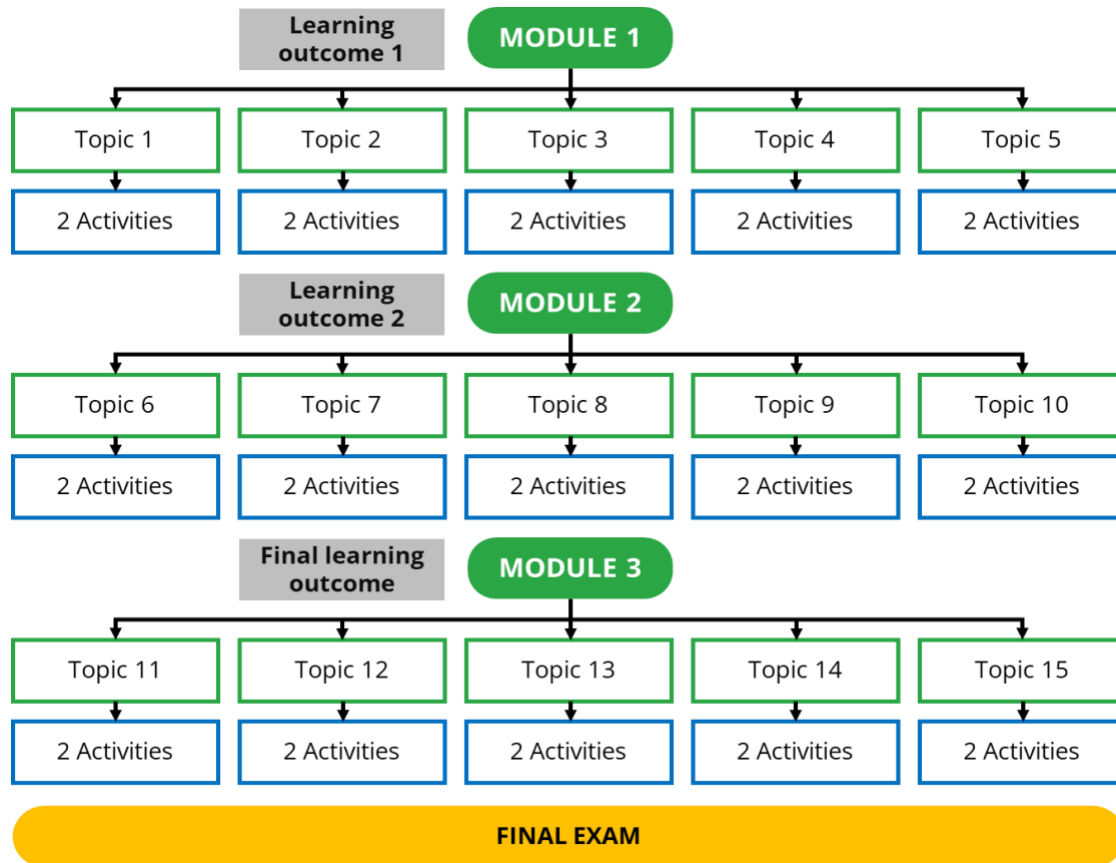 Learning
outcome 1
MODULE 1
Topic 1
Topic 2
Topic 3
Topic 4
Topic 5
2 Activities
2 Activities
2 Activities
2 Activities
2 Activities
Learning
outcome 2
MODULE 2
Topic 6
Topic 7
Topic 8
Topic 9
Topic 10
2 Activities
2 Activities
2 Activities
2 Activities
2 Activities
Final learning
outcome
MODULE 3
Topic 11
Topic 12
Topic 13
Topic 14
Topic 15
2 Activities
2 Activities
2 Activities
2 Activities
2 Activities
FINAL EXAM